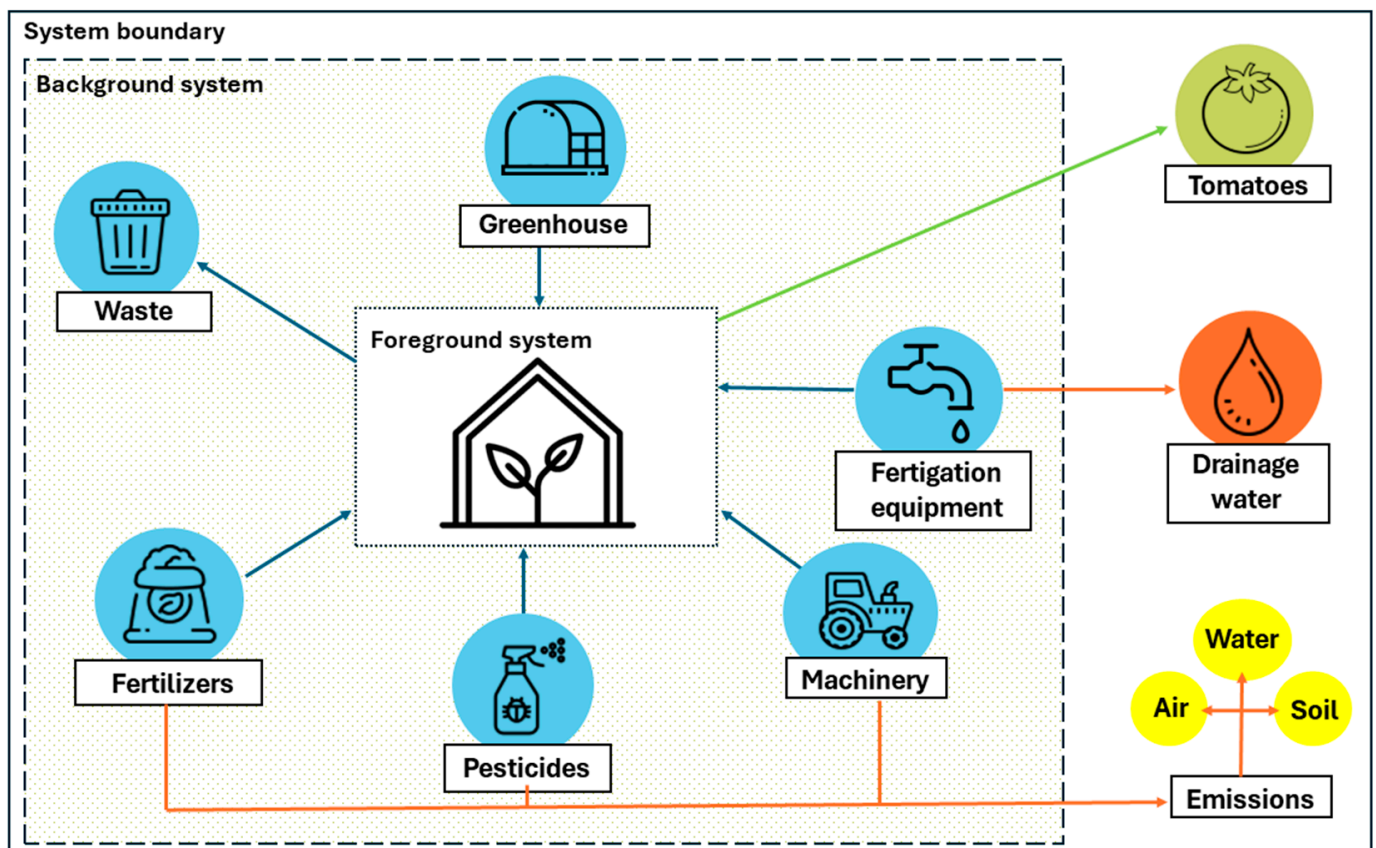 System boundary
Background system
Greenhouse
Waste
Foreground system
Fertigation
equipment
Fertilizers
Pesticides
Machinery
Tomatoes
Drainage
water
Water
Air
Soil
Emissions